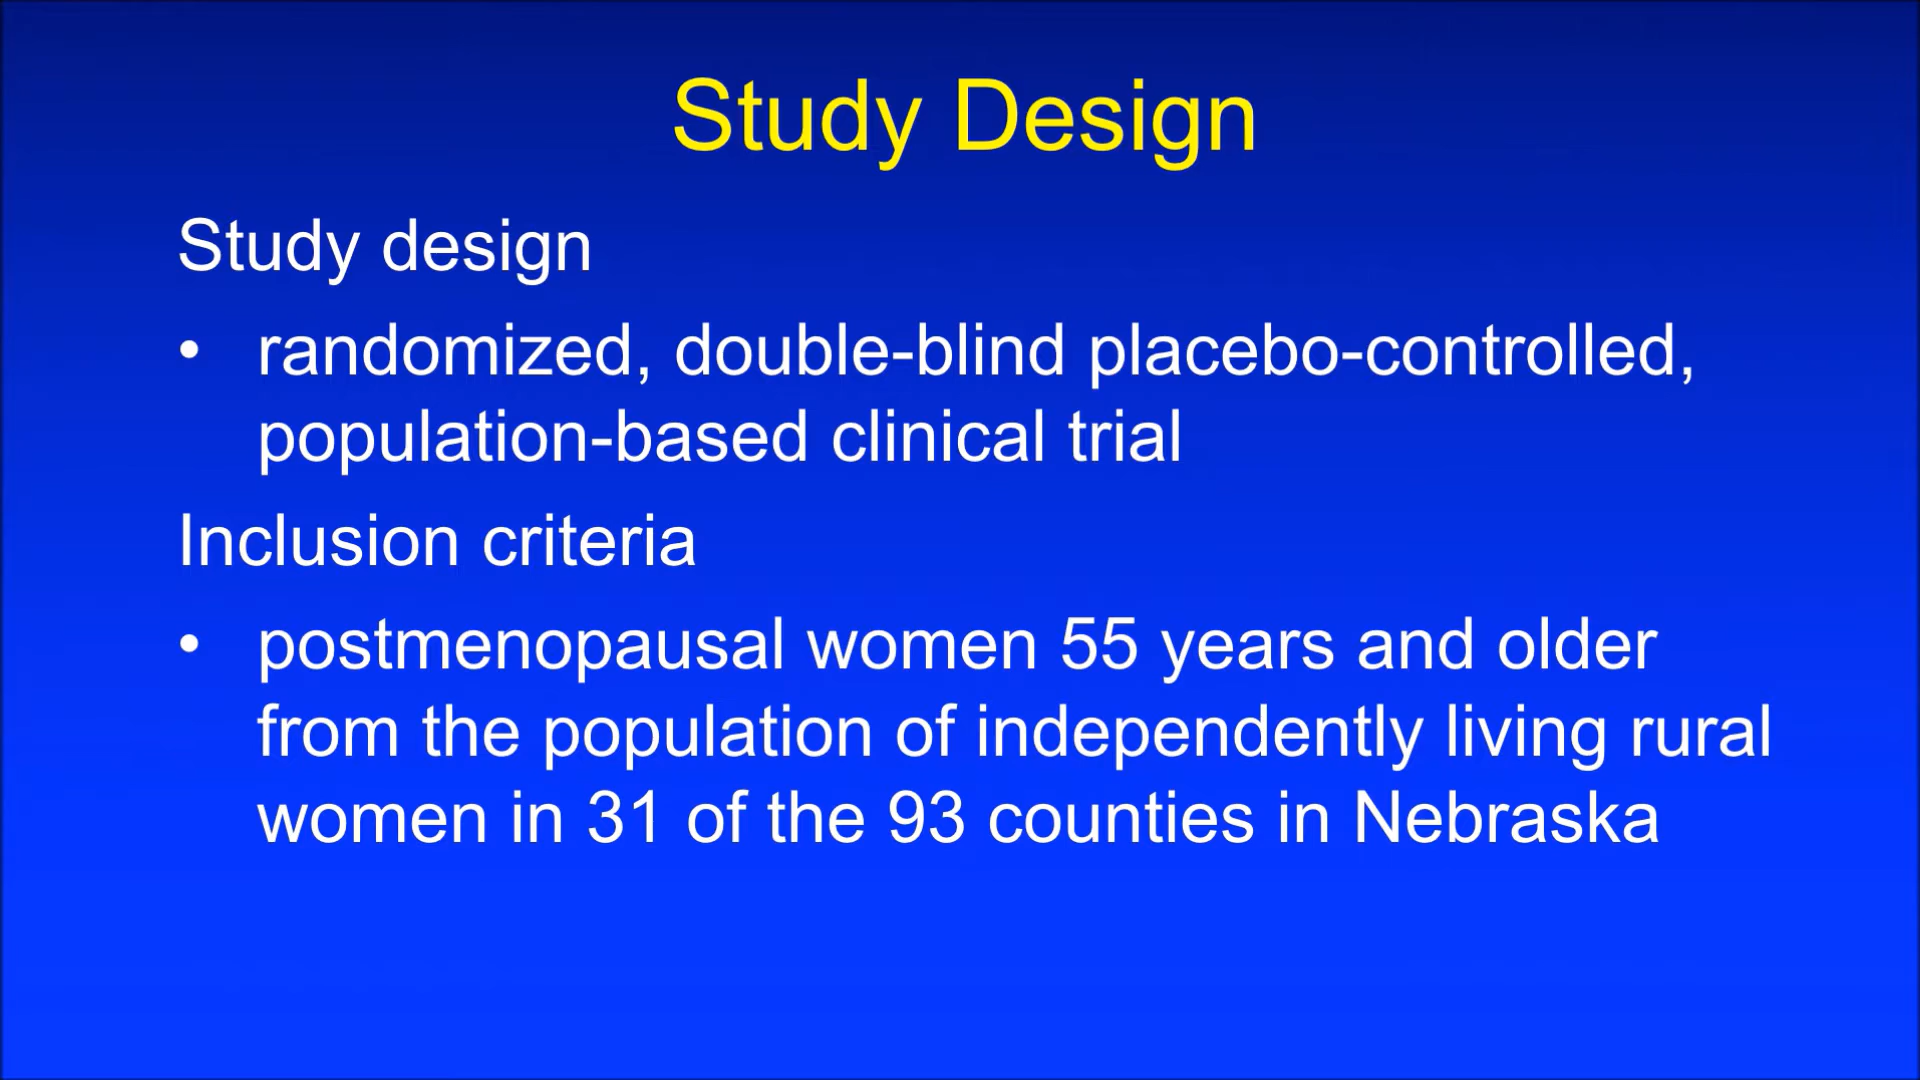 Study Design
Study design
• randomized, double-blind placebo-controlled,
population-based clinical trial
Inclusion criteria
• postmenopausal women 55 years and older
from the population of independently living rural
women in 31 of the 93 counties in Nebraska